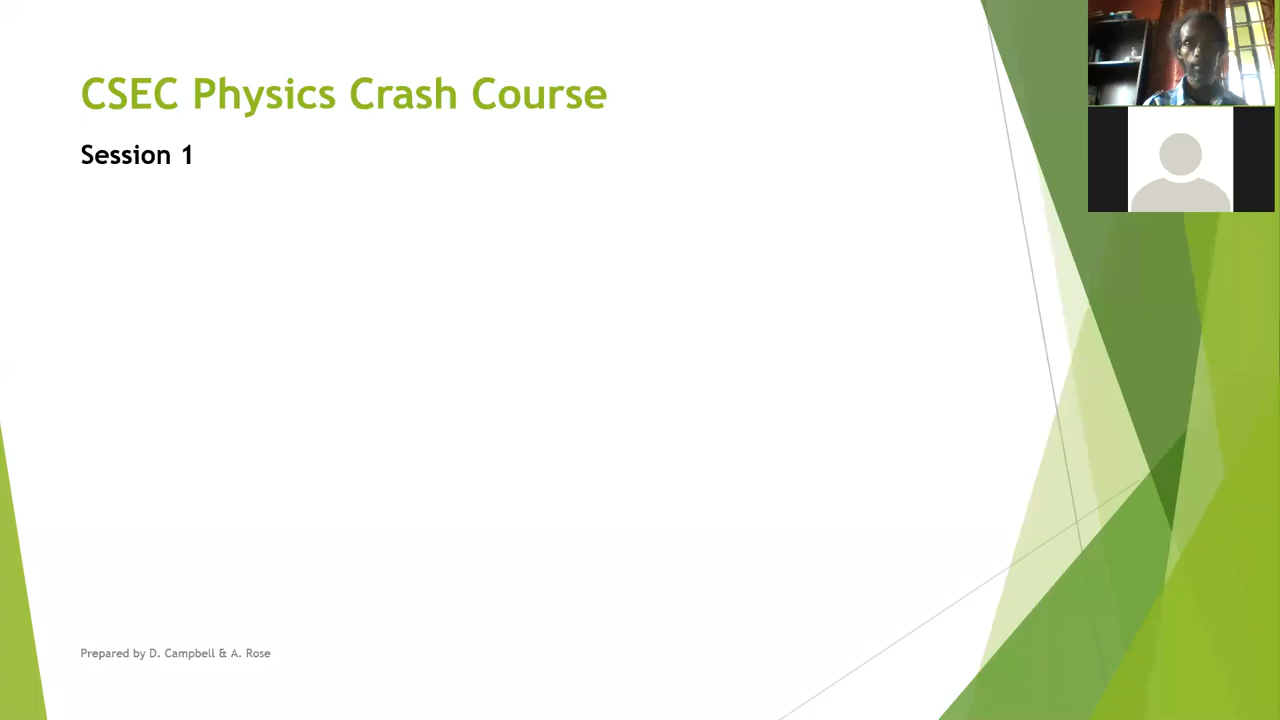 CSEC Physics Crash Course
Session 1
Prepared by D. Campbell & A. Rose